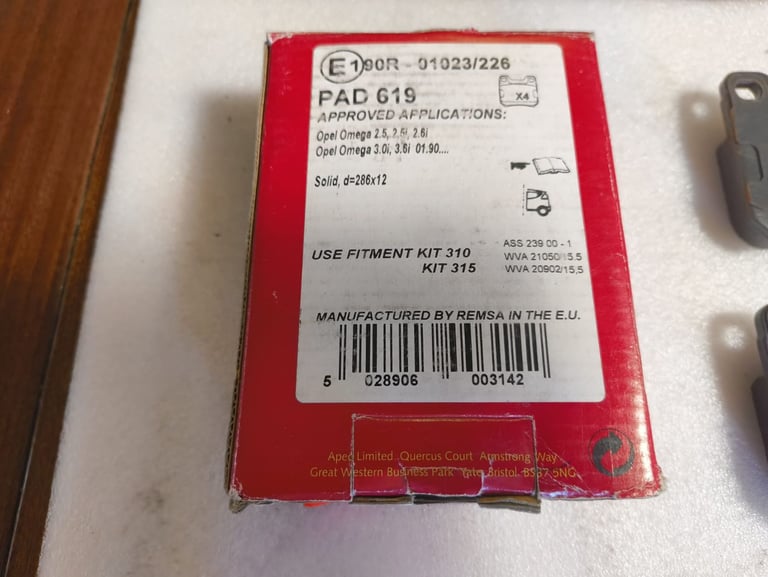 E1 90R - 01023/226
PAD 619
X4
APPROVED APPLICATIONS:
Opel Omega 2.5, 2.5i, 2.6i
Opel Omega 3.0i, 3.6i 01.90....
Solid, d=286x12
USE FITMENT KIT 310
KIT 315
ASS 239 00 - 1
WVA 21050/15.5
WVA 20902/15,5
MANUFACTURED BY REMSA IN THE E.U.
5 028906 003142
Apec Limited Quercus Court Armstrong Way
Great Western Business Park Yate Bristol BS37 5NG